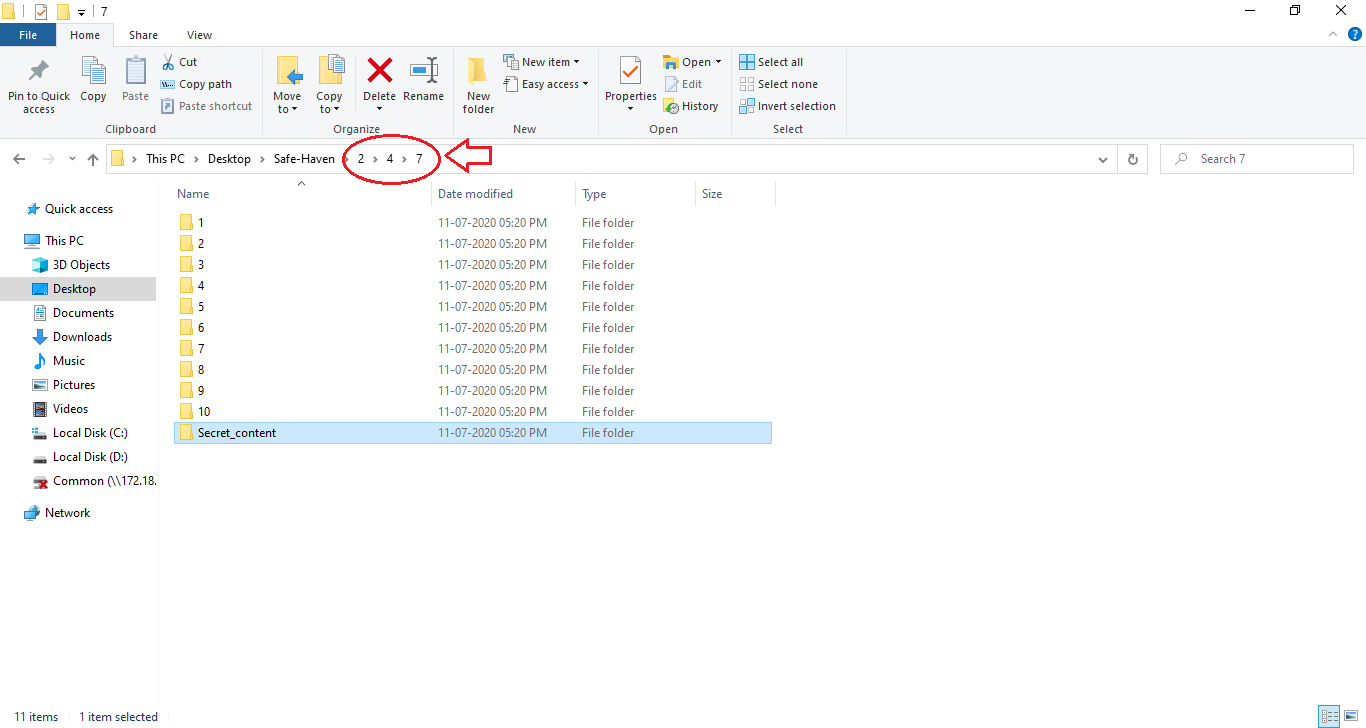 7
File Home Share View
Pin to Quick access
Copy
Paste
Cut
Copy path
Paste shortcut
Clipboard
Move to
Copy to
Delete
Rename
Organize
New folder
New item
Easy access
New
Properties
Open
Edit
History
Open
Select all
Select none
Invert selection
Select
This PC Desktop Safe-Haven 2 4 7
Search 7
Quick access
This PC
3D Objects
Desktop
Documents
Downloads
Music
Pictures
Videos
Local Disk (C:)
Local Disk (D:)
Common (\\172.18.
Network
Name Date modified Type Size
1 11-07-2020 05:20 PM File folder
2 11-07-2020 05:20 PM File folder
3 11-07-2020 05:20 PM File folder
4 11-07-2020 05:20 PM File folder
5 11-07-2020 05:20 PM File folder
6 11-07-2020 05:20 PM File folder
7 11-07-2020 05:20 PM File folder
8 11-07-2020 05:20 PM File folder
9 11-07-2020 05:20 PM File folder
10 11-07-2020 05:20 PM File folder
Secret_content 11-07-2020 05:20 PM File folder
11 items 1 item selected